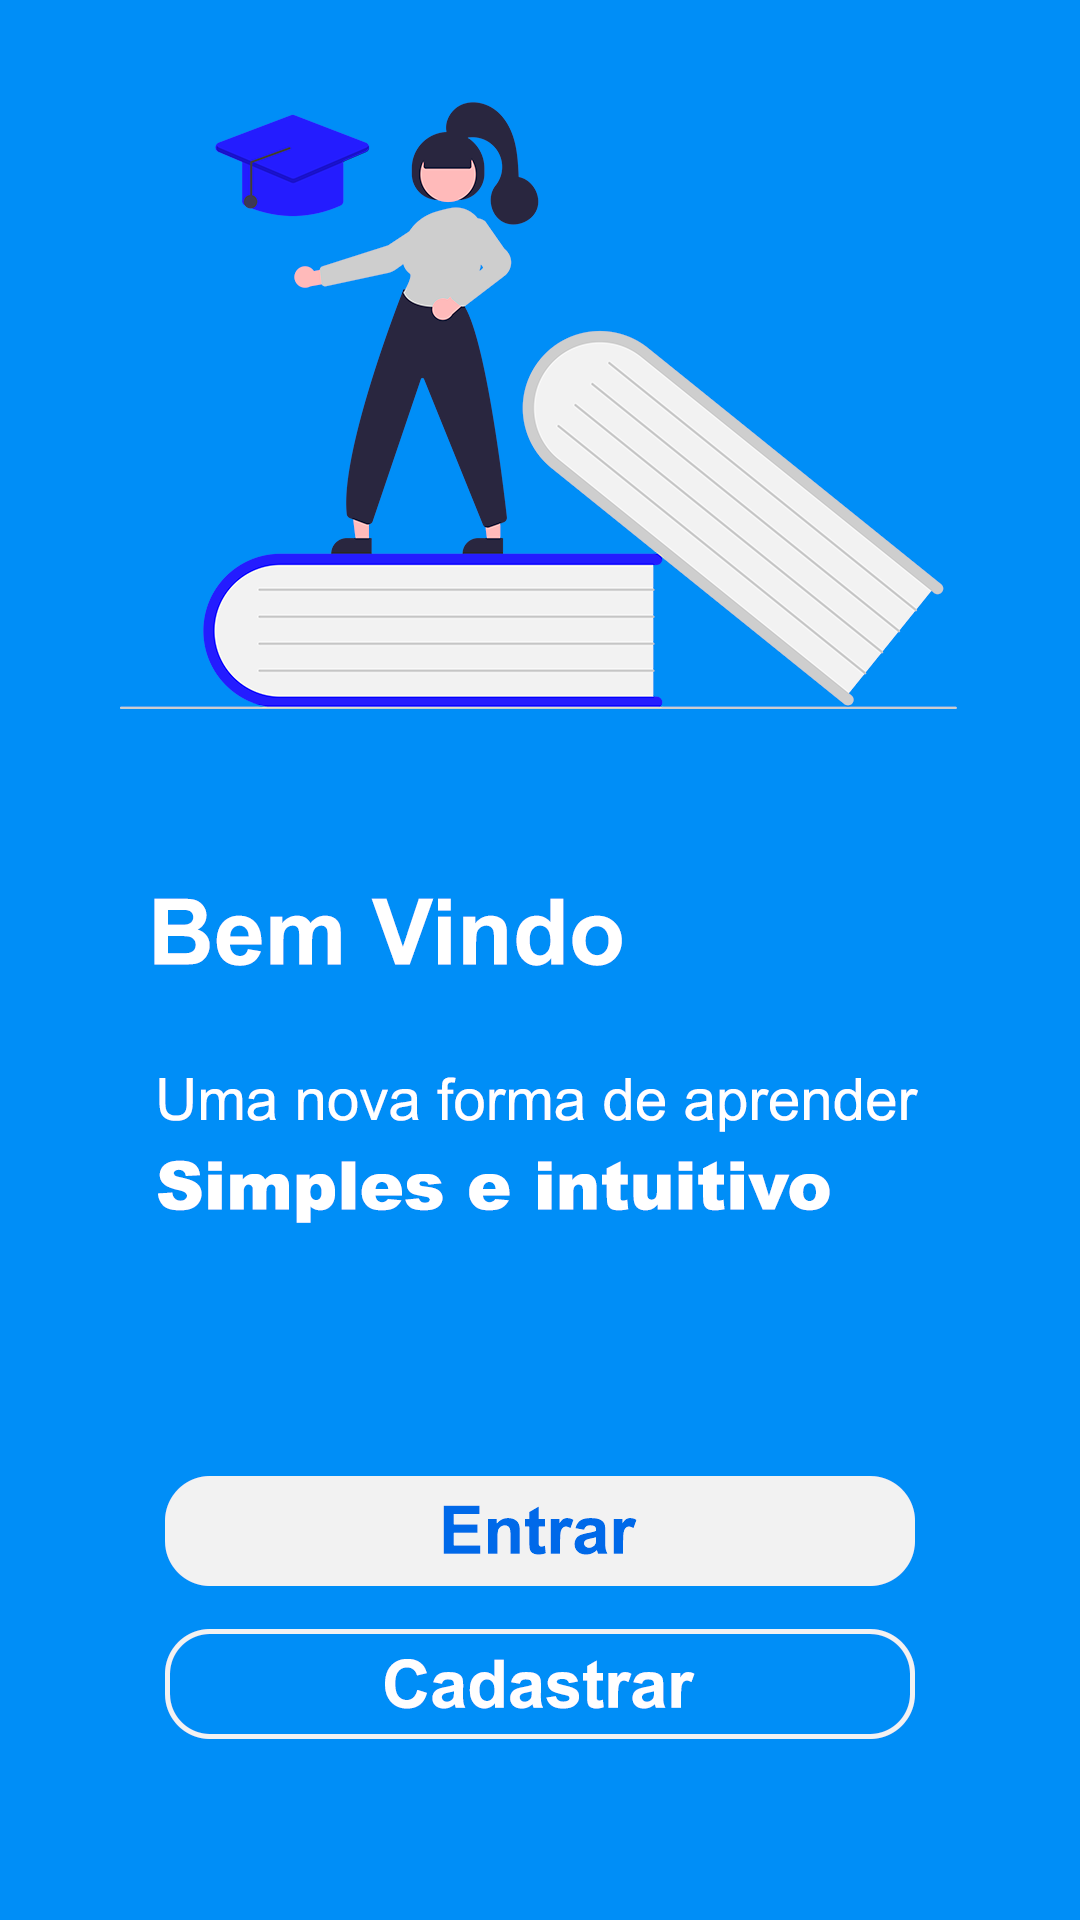 Bem Vindo
Uma nova forma de aprender
Simples e intuitivo
Entrar
Cadastrar